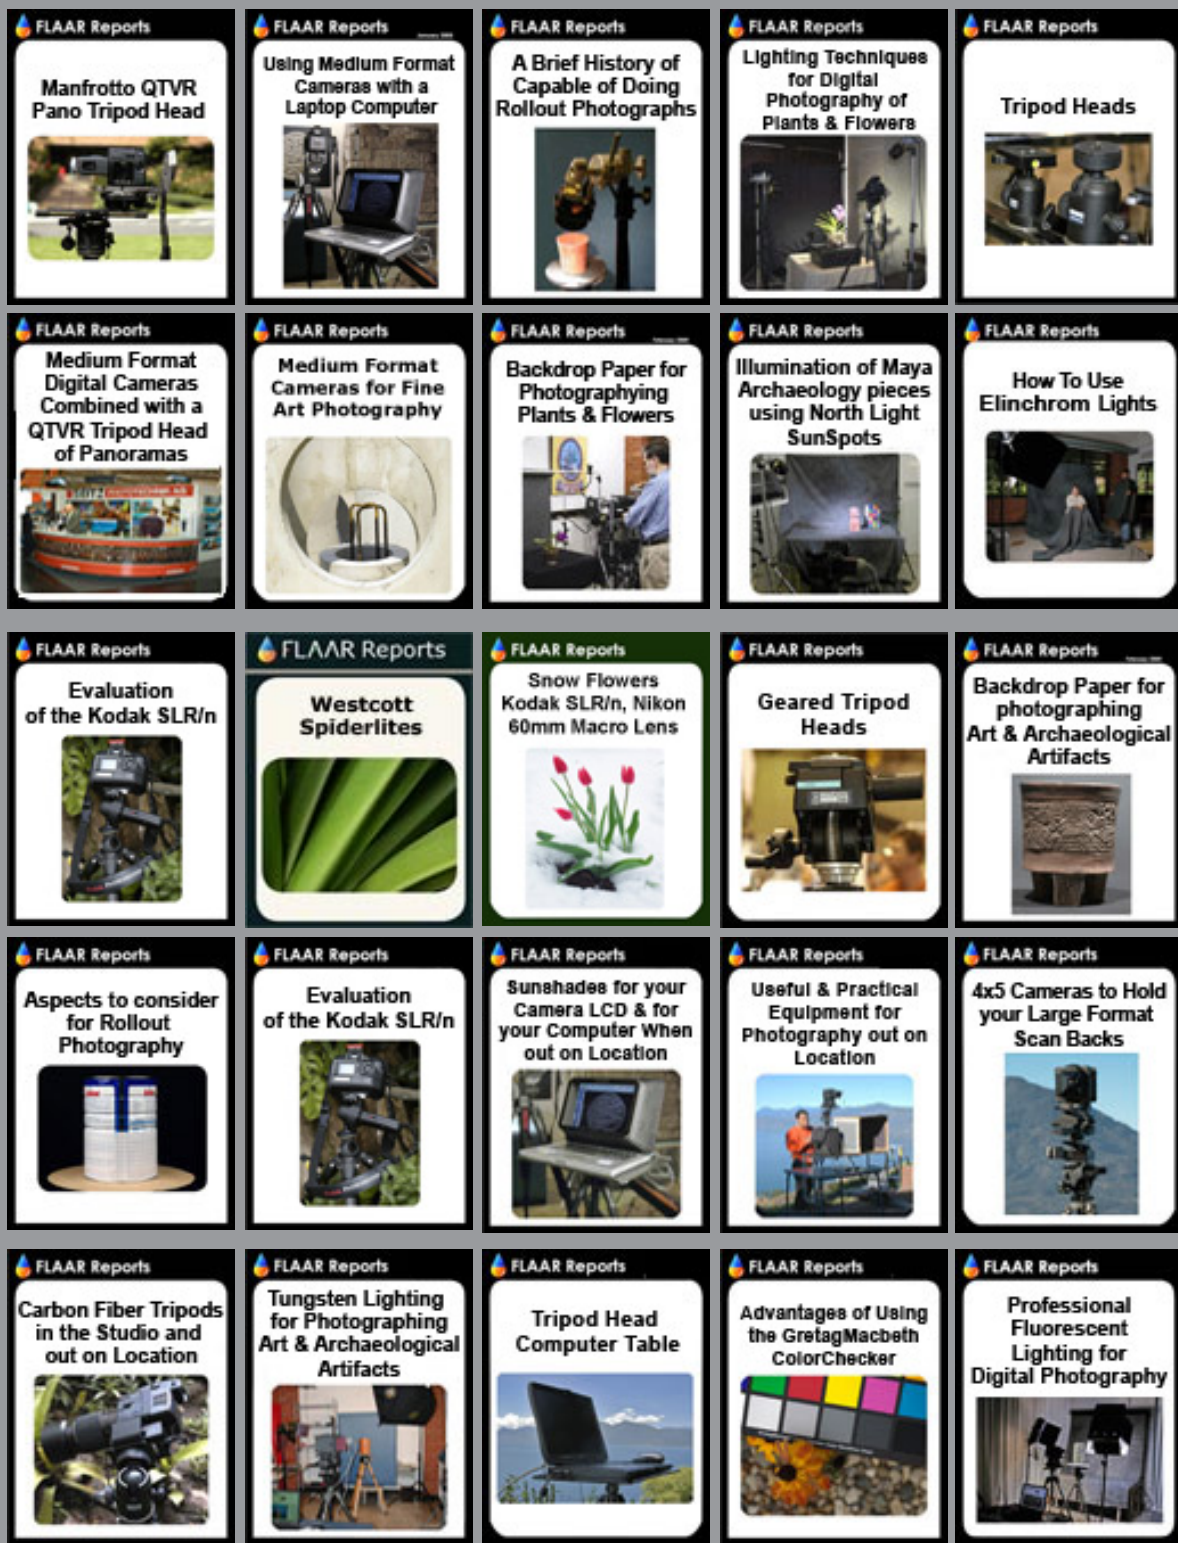 FLAAR Reports
Manfrotto QTVR
Pano Tripod Head
FLAAR Reports
Using Medium Format
Cameras with a
Laptop Computer
FLAAR Reports
A Brief History of
Capable of Doing
Rollout Photographs
FLAAR Reports
Lighting Techniques
for Digital
Photography of
Plants & Flowers
FLAAR Reports
Tripod Heads
FLAAR Reports
Medium Format
Digital Cameras
Combined with a
QTVR Tripod Head
of Panoramas
FLAAR Reports
Medium Format
Cameras for Fine
Art Photography
FLAAR Reports
Backdrop Paper for
Photographying
Plants & Flowers
FLAAR Reports
Illumination of Maya
Archaeology pieces
using North Light
SunSpots
FLAAR Reports
How To Use
Elinchrom Lights
FLAAR Reports
Evaluation
of the Kodak SLR/n
FLAAR Reports
Westcott
Spiderlites
FLAAR Reports
Snow Flowers
Kodak SLR/n, Nikon
60mm Macro Lens
FLAAR Reports
Geared Tripod
Heads
FLAAR Reports
Backdrop Paper for
photographing
Art & Archaeological
Artifacts
FLAAR Reports
Aspects to consider
for Rollout
Photography
FLAAR Reports
Evaluation
of the Kodak SLR/n
FLAAR Reports
Sunshades for your
Camera LCD & for
your Computer When
out on Location
FLAAR Reports
Useful & Practical
Equipment for
Photography out on
Location
FLAAR Reports
4x5 Cameras to Hold
your Large Format
Scan Backs
FLAAR Reports
Carbon Fiber Tripods
in the Studio and
out on Location
FLAAR Reports
Tungsten Lighting
for Photographing
Art & Archaeological
Artifacts
FLAAR Reports
Tripod Head
Computer Table
FLAAR Reports
Advantages of Using
the GretagMacbeth
ColorChecker
FLAAR Reports
Professional
Fluorescent
Lighting for
Digital Photography